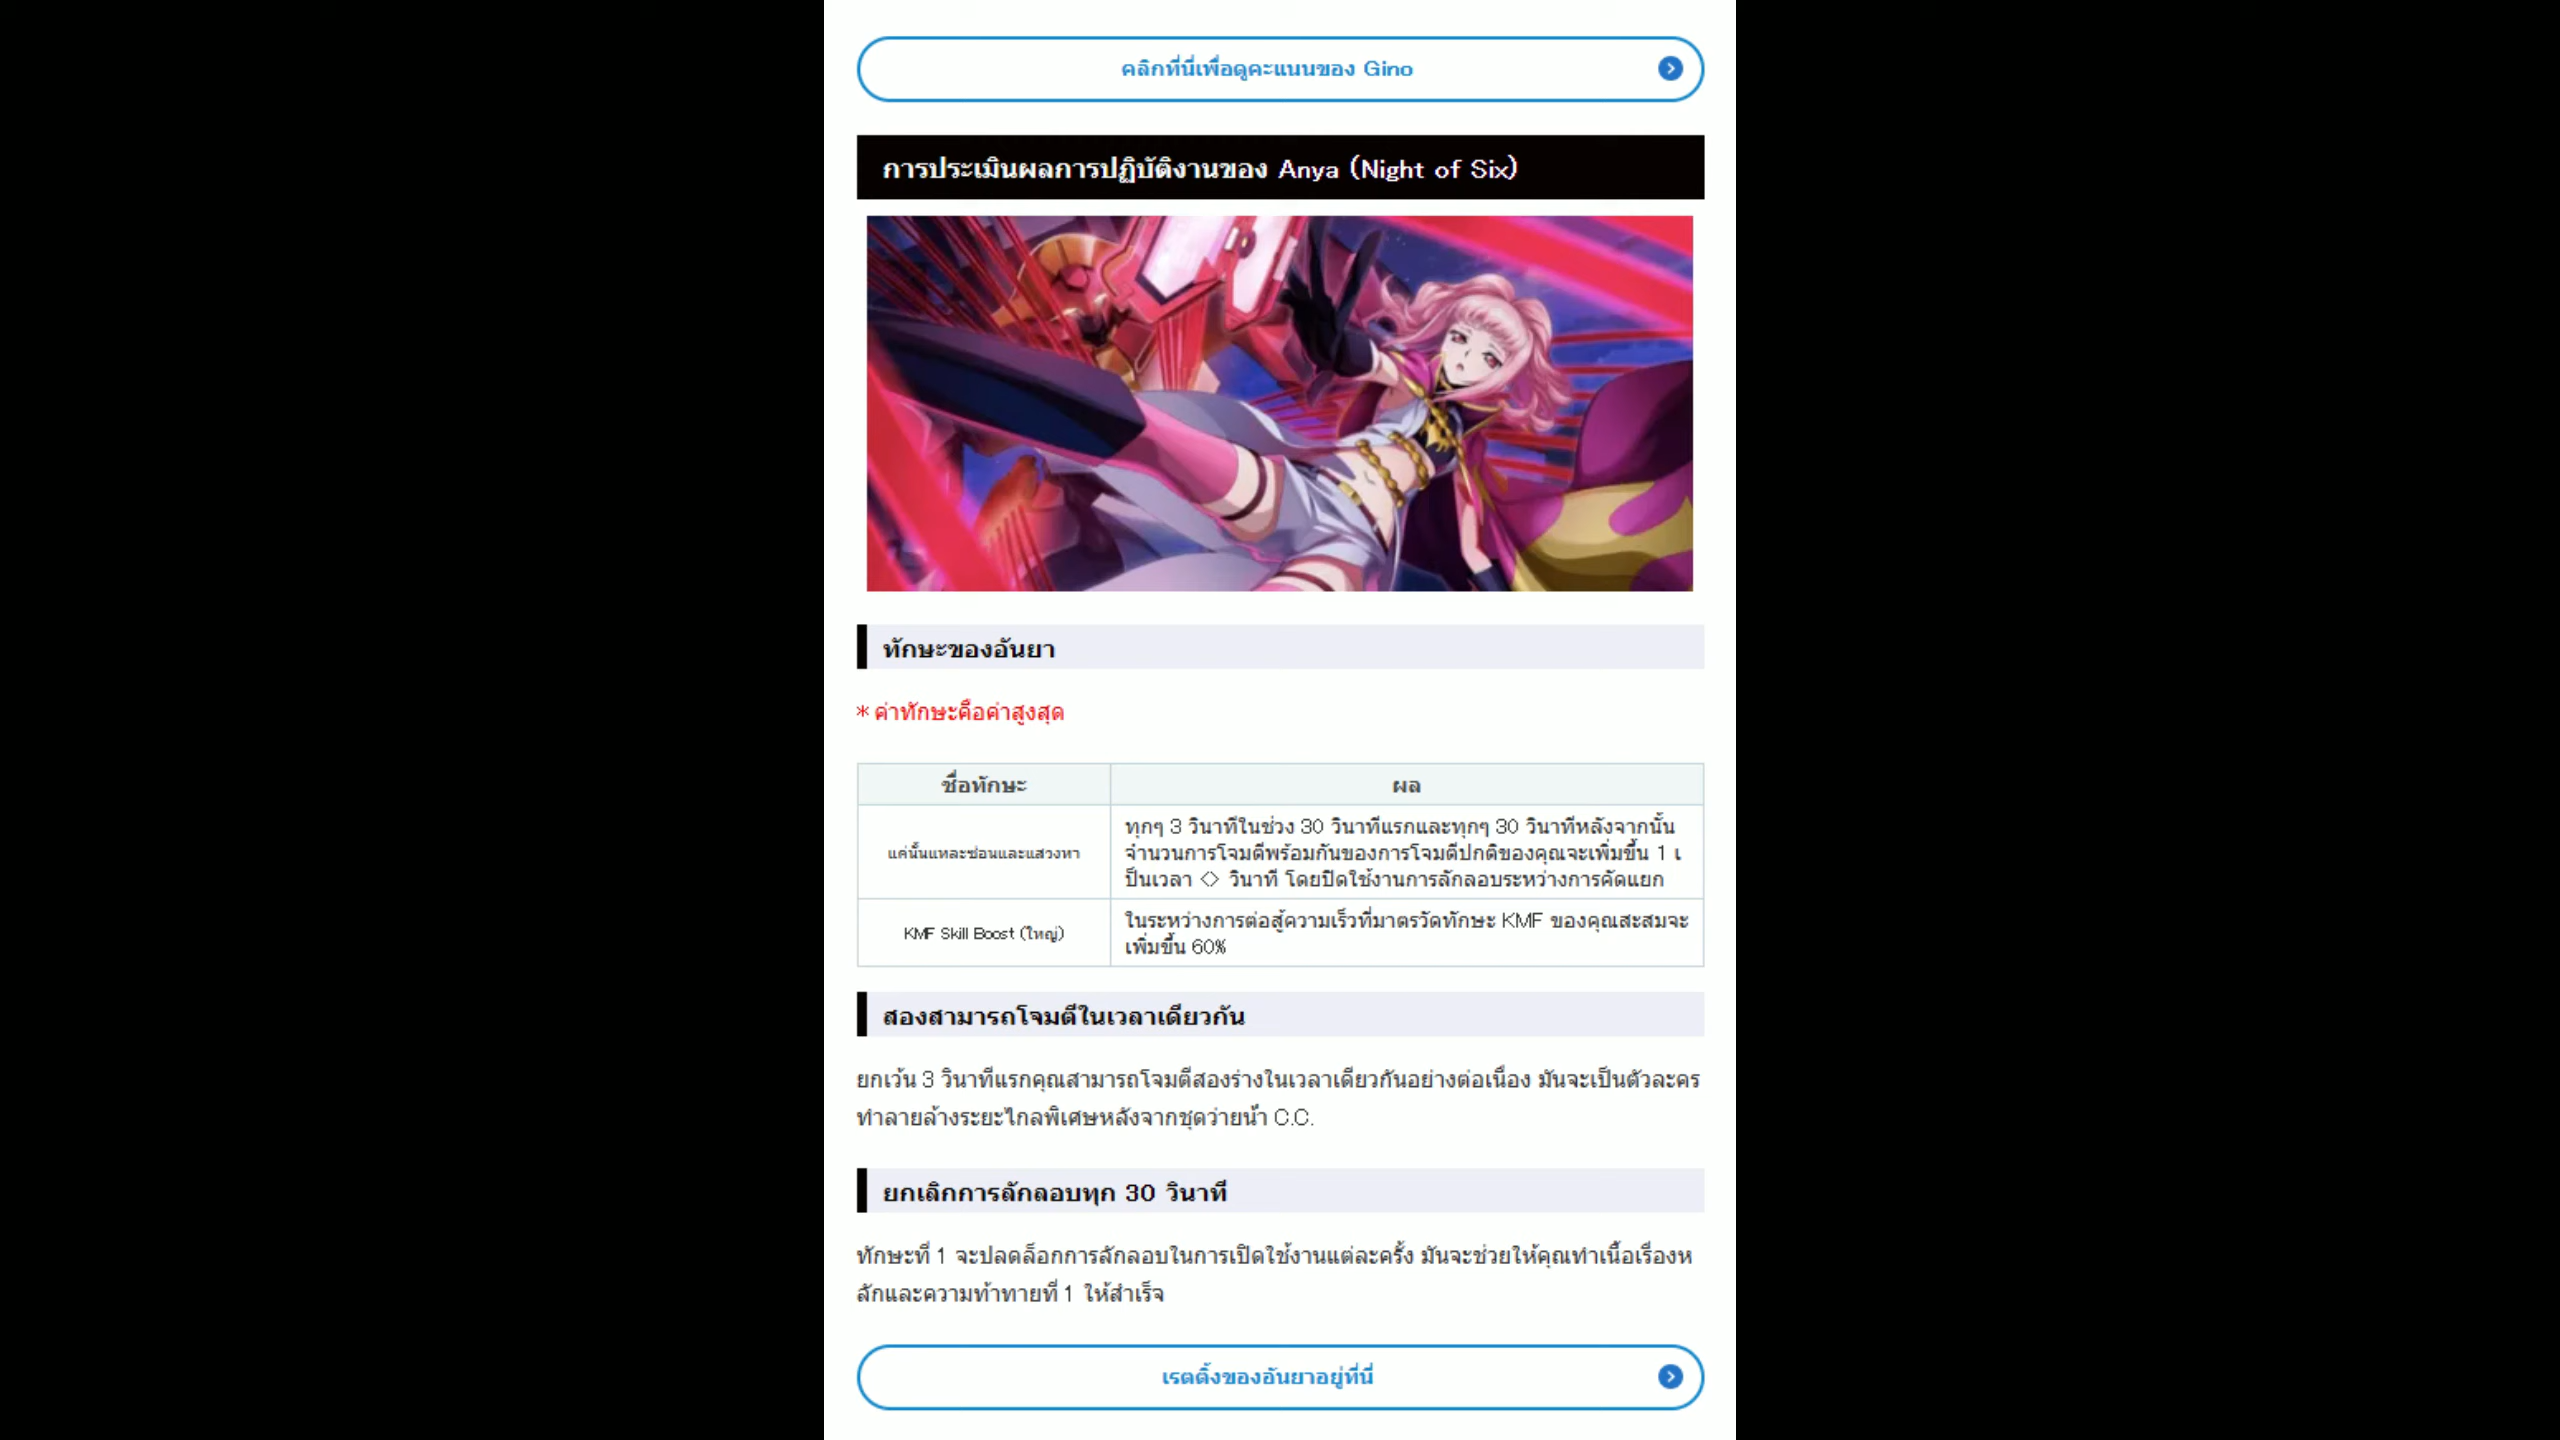 คลิกที่นี่เพื่อดูคะแนนของ Gino
การประเมินผลการปฏิบัติงานของ Anya (Night of Six)
ทักษะของอันยา
* ค่าทักษะคือค่าสูงสุด
ชื่อทักษะ
ผล
แค่นั้นแหละซ่อนและแสวงหา
ทุกๆ 3 วินาทีในช่วง 30 วินาทีแรกและทุกๆ 30 วินาทีหลังจากนั้น
จํานวนการโจมตีพร้อมกันของการโจมตีปกติของคุณจะเพิ่มขึ้น 1 เ
ป็นเวลา <> วินาที โดยปิดใช้งานการลักลอบระหว่างการคัดแยก
KMF Skill Boost (ใหญ่)
ในระหว่างการต่อสู้ความเร็วที่มาตรวัดทักษะ KMF ของคุณสะสมจะ
เพิ่มขึ้น 60%
สองสามารถโจมตีในเวลาเดียวกัน
ยกเว้น 3 วินาทีแรกคุณสามารถโจมตีสองร่างในเวลาเดียวกันอย่างต่อเนื่อง มันจะเป็นตัวละคร
ทําลายล้างระยะไกลพิเศษหลังจากชุดว่ายน้ํา C.C.
ยกเลิกการลักลอบทุก 30 วินาที
ทักษะที่ 1 จะปลดล็อกการลักลอบในการเปิดใช้งานแต่ละครั้ง มันจะช่วยให้คุณทําเนื้อเรื่องห
ลักและความท้าทายที่ 1 ให้สําเร็จ
เรตติ้งของอันยาอยู่ที่นี่